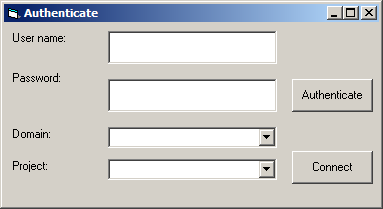 Authenticate
User name:
Password:
Authenticate
Domain:
Project:
Connect